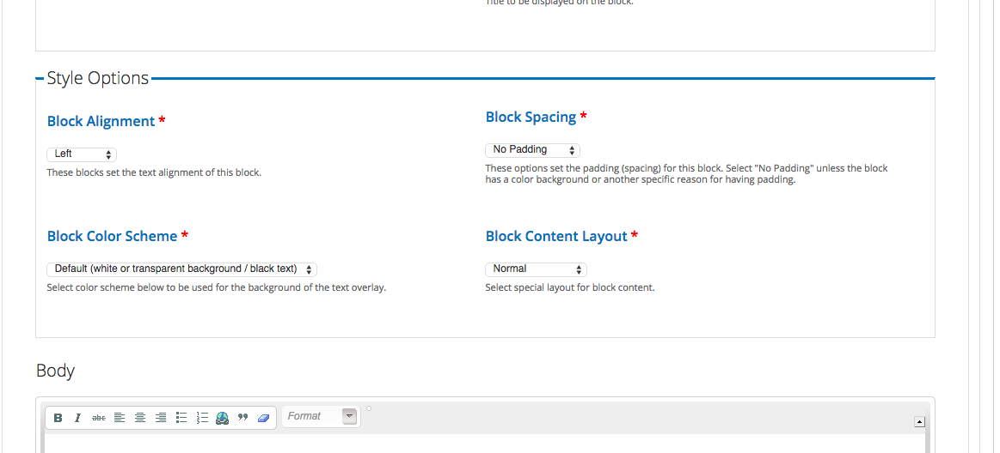 Title to be displayed on the block.
Style Options
Block Alignment *
Left
These blocks set the text alignment of this block.
Block Spacing *
No Padding
These options set the padding (spacing) for this block. Select "No Padding" unless the block
has a color background or another specific reason for having padding.
Block Color Scheme *
Default (white or transparent background / black text)
Select color scheme below to be used for the background of the text overlay.
Block Content Layout *
Normal
Select special layout for block content.
Body
B I abc Format